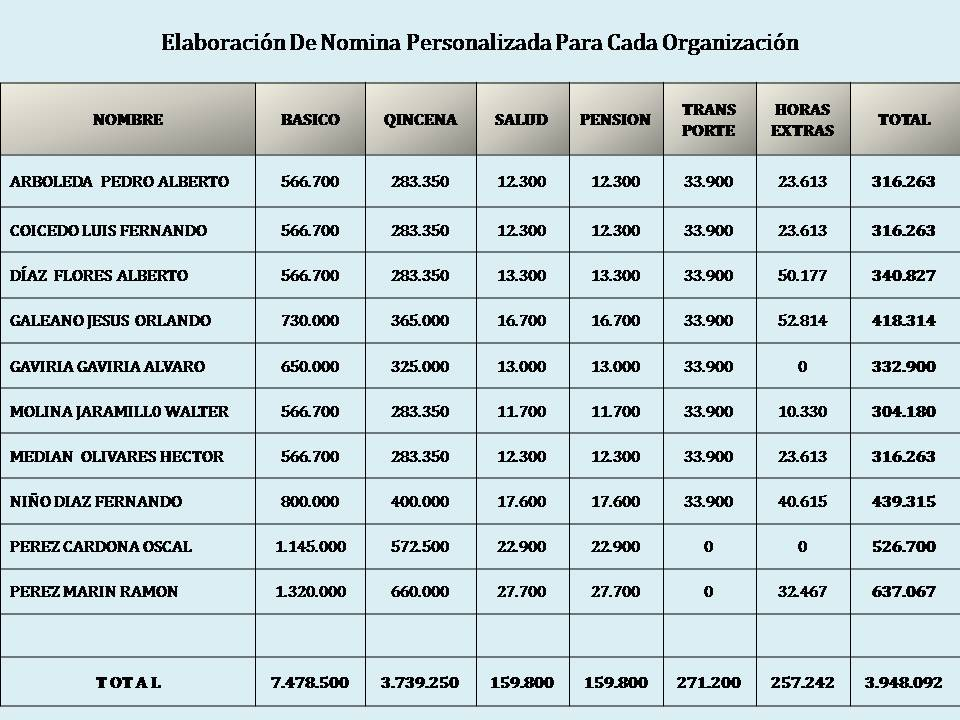 Elaboración De Nomina Personalizada Para Cada Organización
NOMBRE BASICO QINCENA SALUD PENSION TRANS PORTE HORAS EXTRAS TOTAL
ARBOLEDA PEDRO ALBERTO 566.700 283.350 12.300 12.300 33.900 23.613 316.263
COICEDO LUIS FERNANDO 566.700 283.350 12.300 12.300 33.900 23.613 316.263
DÍAZ FLORES ALBERTO 566.700 283.350 13.300 13.300 33.900 50.177 340.827
GALEANO JESUS ORLANDO 730.000 365.000 16.700 16.700 33.900 52.814 418.314
GAVIRIA GAVIRIA ALVARO 650.000 325.000 13.000 13.000 33.900 0 332.900
MOLINA JARAMILLO WALTER 566.700 283.350 11.700 11.700 33.900 10.330 304.180
MEDIAN OLIVARES HECTOR 566.700 283.350 12.300 12.300 33.900 23.613 316.263
NIÑO DIAZ FERNANDO 800.000 400.000 17.600 17.600 33.900 40.615 439.315
PEREZ CARDONA OSCAL 1.145.000 572.500 22.900 22.900 0 0 526.700
PEREZ MARIN RAMON 1.320.000 660.000 27.700 27.700 0 32.467 637.067
T O T A L 7.478.500 3.739.250 159.800 159.800 271.200 257.242 3.948.092